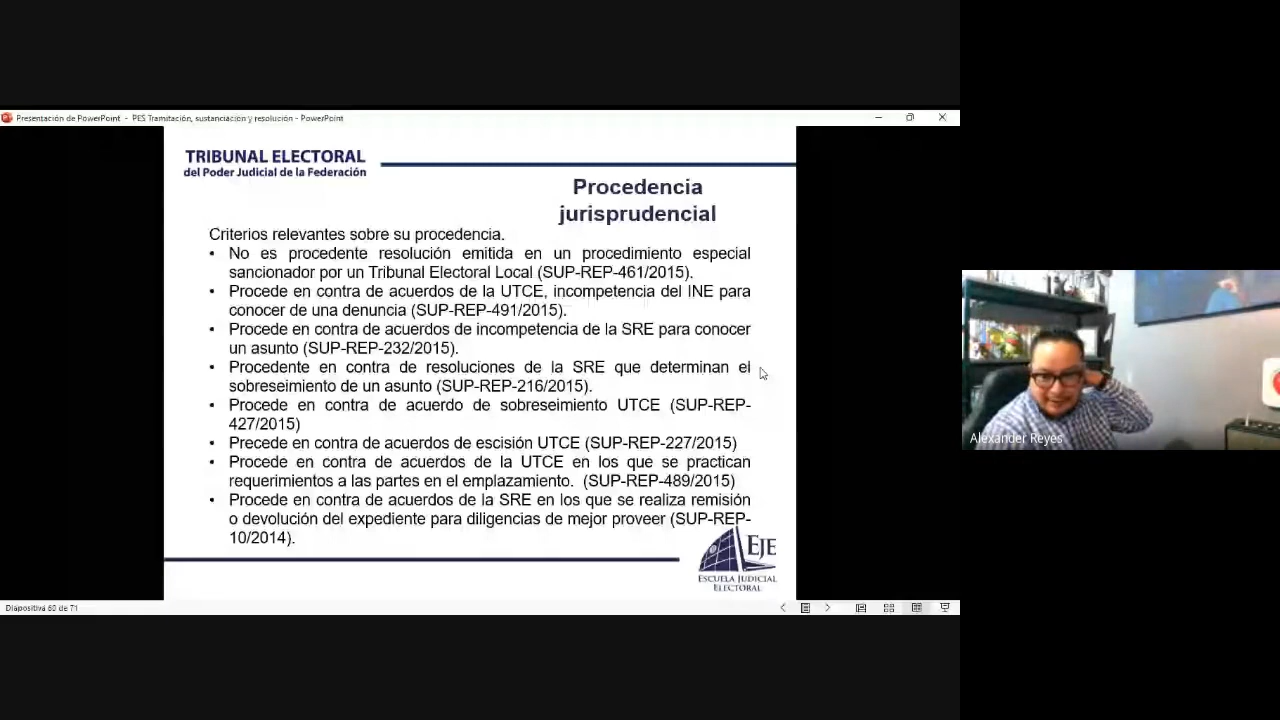 Presentación de PowerPoint - PES Tramitación, sustanciación y resolución - PowerPoint
TRIBUNAL ELECTORAL
del Poder Judicial de la Federación
Procedencia
jurisprudencial
Criterios relevantes sobre su procedencia.
• No es procedente resolución emitida en un procedimiento especial
sancionador por un Tribunal Electoral Local (SUP-REP-461/2015).
• Procede en contra de acuerdos de la UTCE, incompetencia del INE para
conocer de una denuncia (SUP-REP-491/2015).
• Procede en contra de acuerdos de incompetencia de la SRE para conocer
un asunto (SUP-REP-232/2015).
• Procedente en contra de resoluciones de la SRE que determinan el
sobreseimiento de un asunto (SUP-REP-216/2015).
• Procede en contra de acuerdo de sobreseimiento UTCE (SUP-REP-
427/2015)
• Precede en contra de acuerdos de escisión UTCE (SUP-REP-227/2015)
• Procede en contra de acuerdos de la UTCE en los que se practican
requerimientos a las partes en el emplazamiento. (SUP-REP-489/2015)
• Procede en contra de acuerdos de la SRE en los que se realiza remisión
o devolución del expediente para diligencias de mejor proveer (SUP-REP-
10/2014).
EJE
ESCUELA JUDICIAL
ELECTORAL
Diapositiva 60 de 71
Alexander Reyes